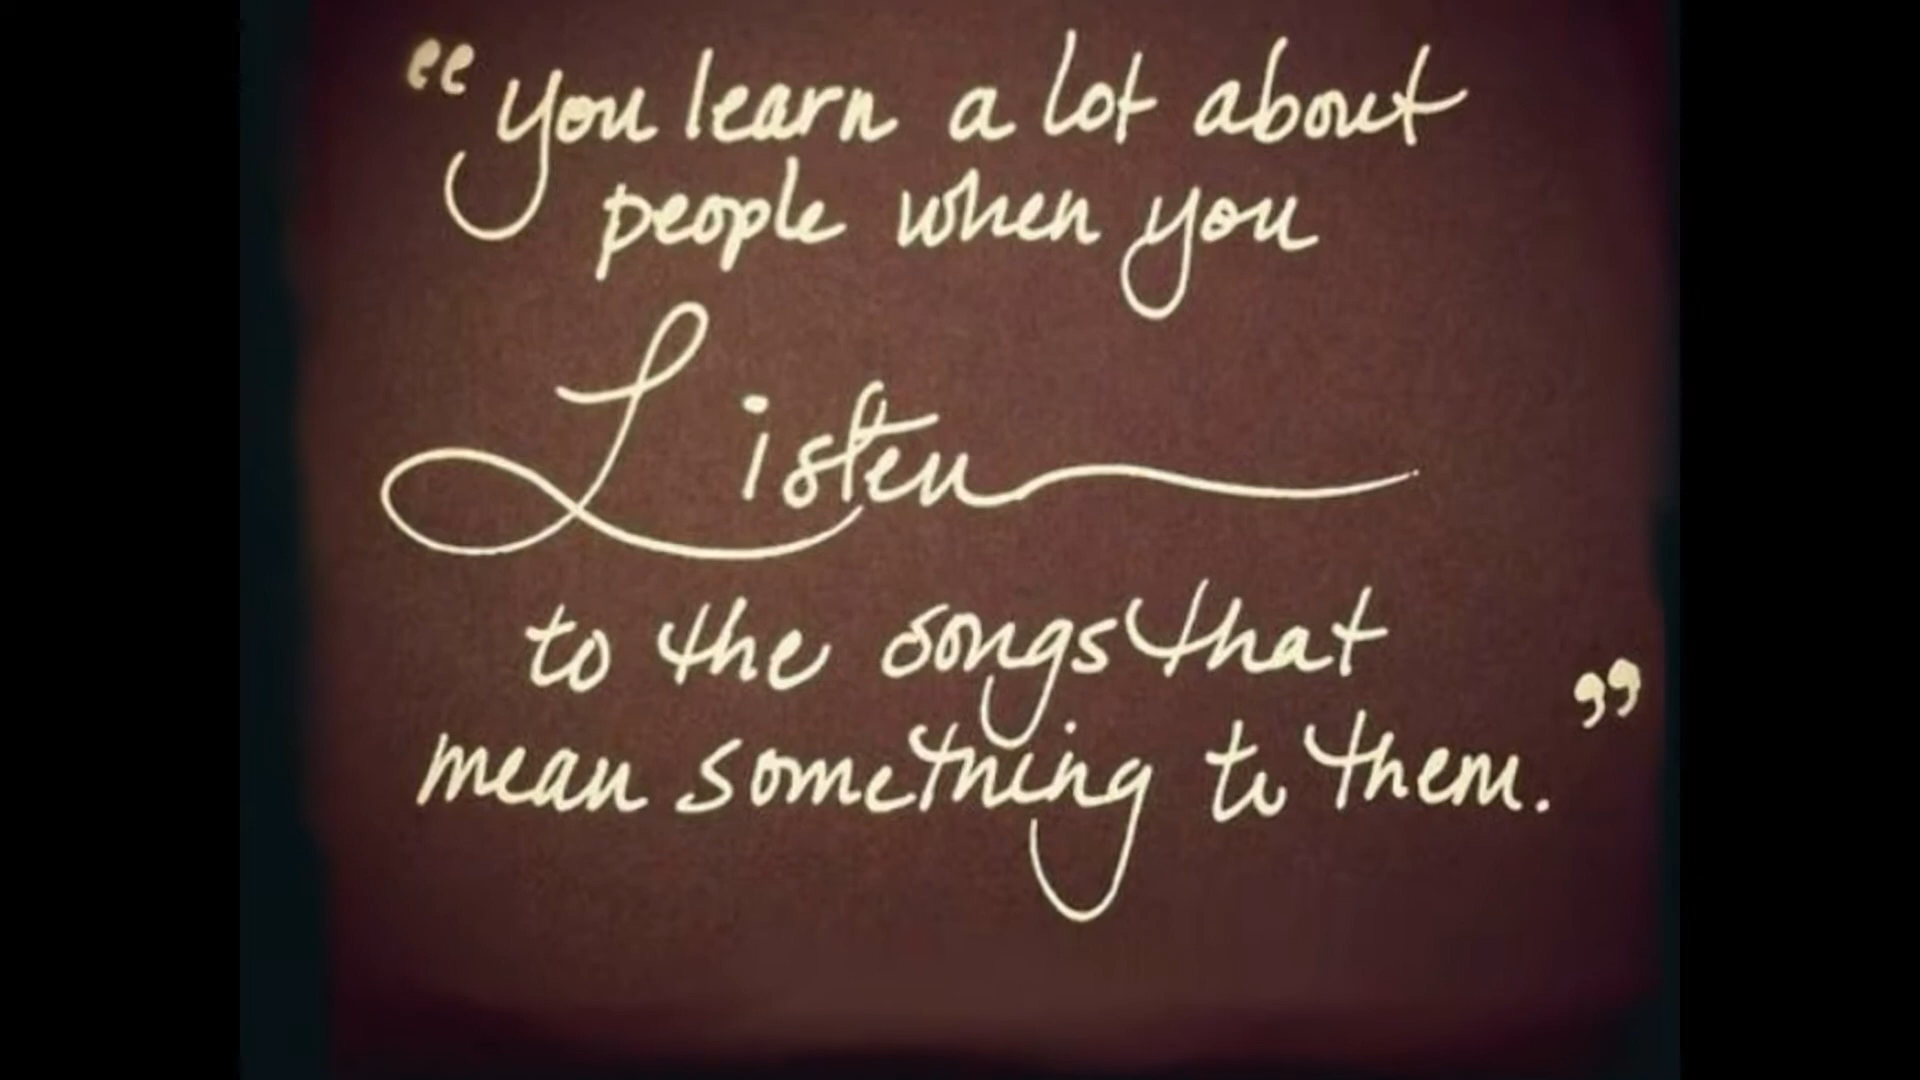 “you learn a lot about
people when you
Listen
to the songs that
mean something to them.”